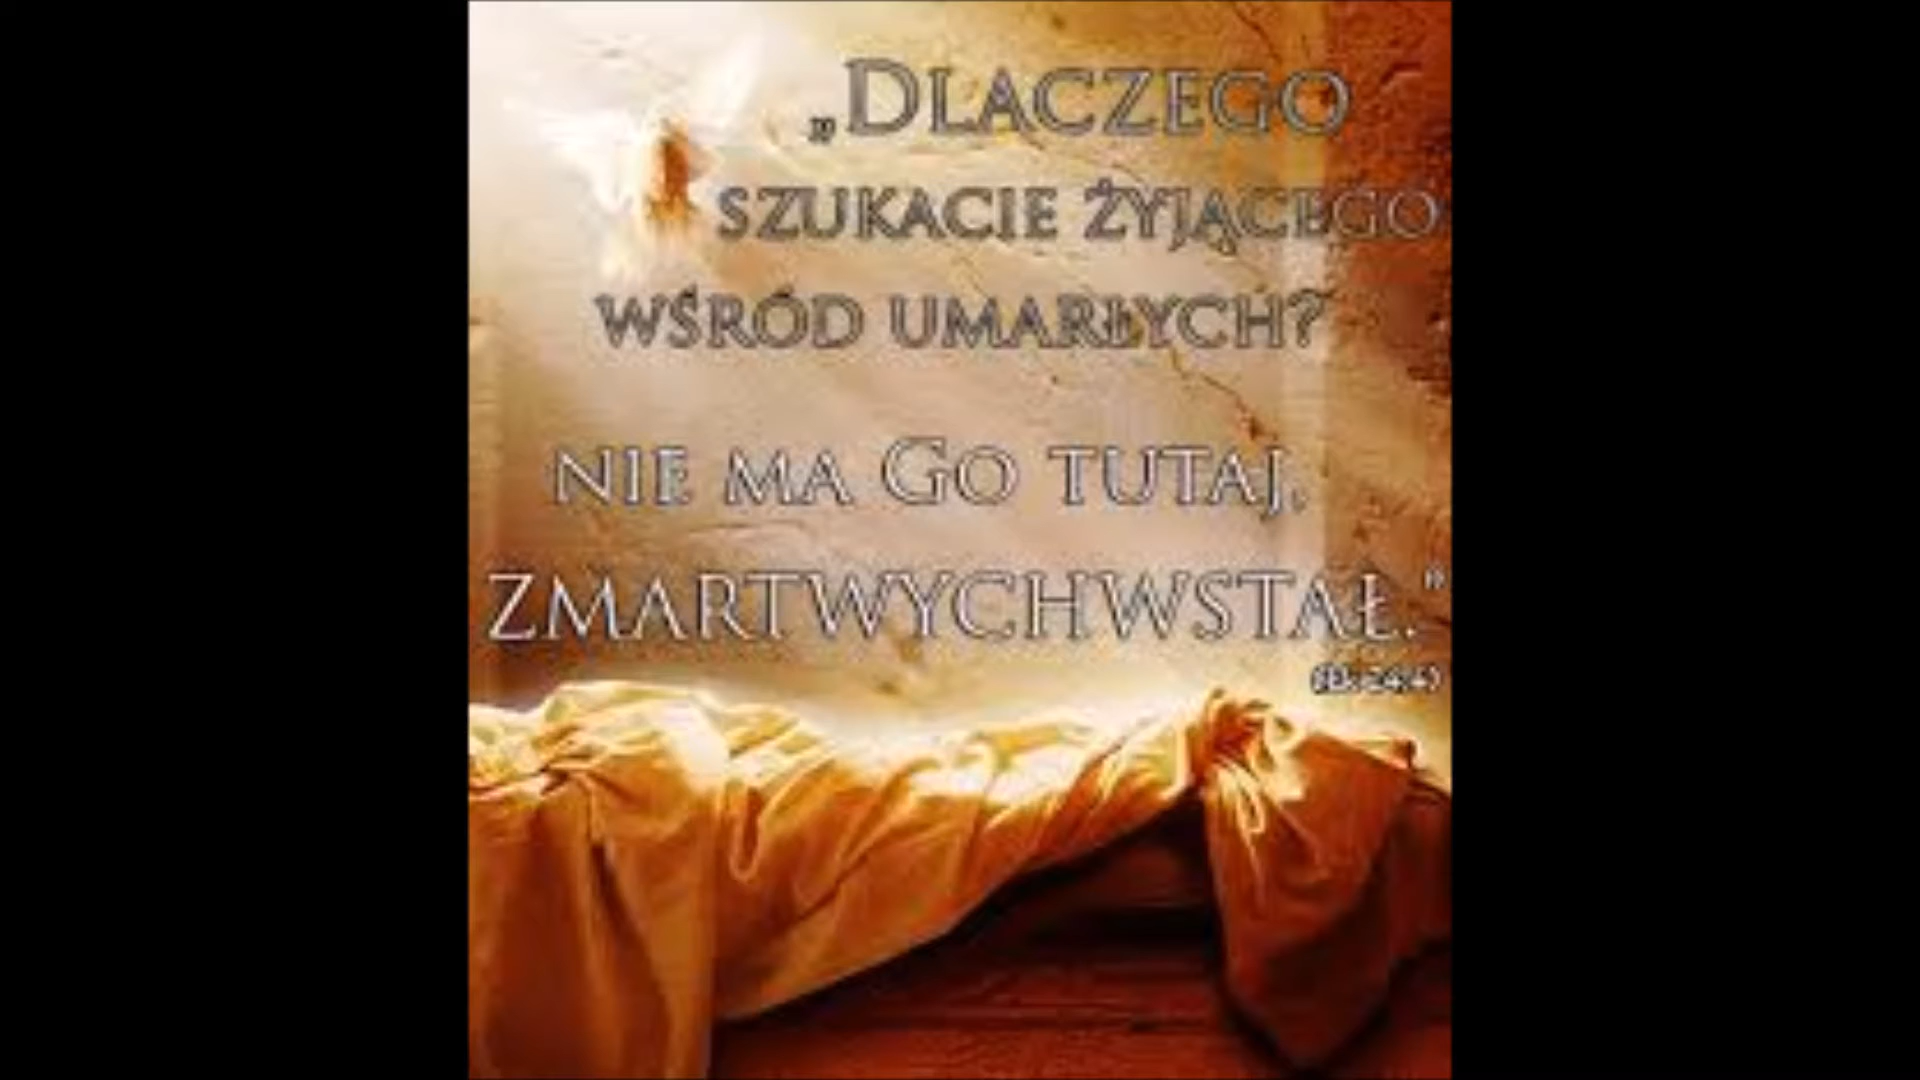 „DLACZEGO
SZUKACIE ŻYJĄCEGO
WŚRÓD UMARŁYCH?
NIE MA GO TUTAJ,
ZMARTWYCHWSTAŁ.”